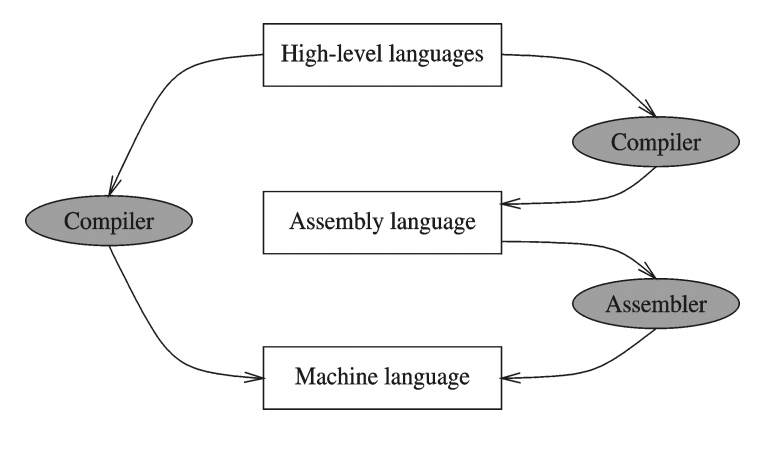 High-level languages
Compiler
Compiler
Assembly language
Assembler
Machine language